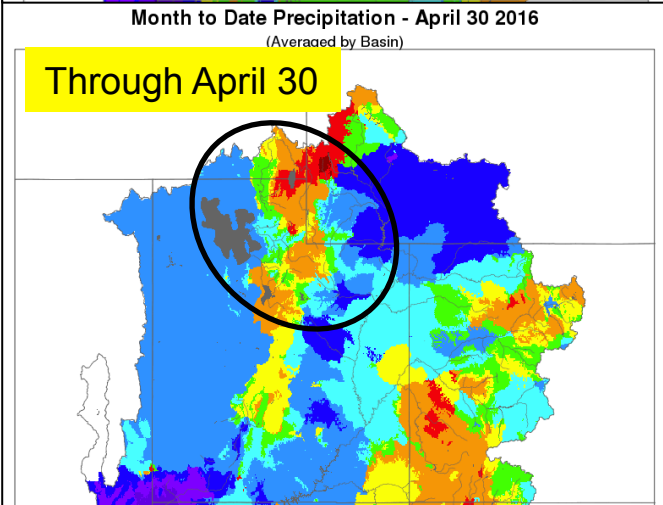 Month to Date Precipitation - April 30 2016
(Averaged by Basin)
Through April 30